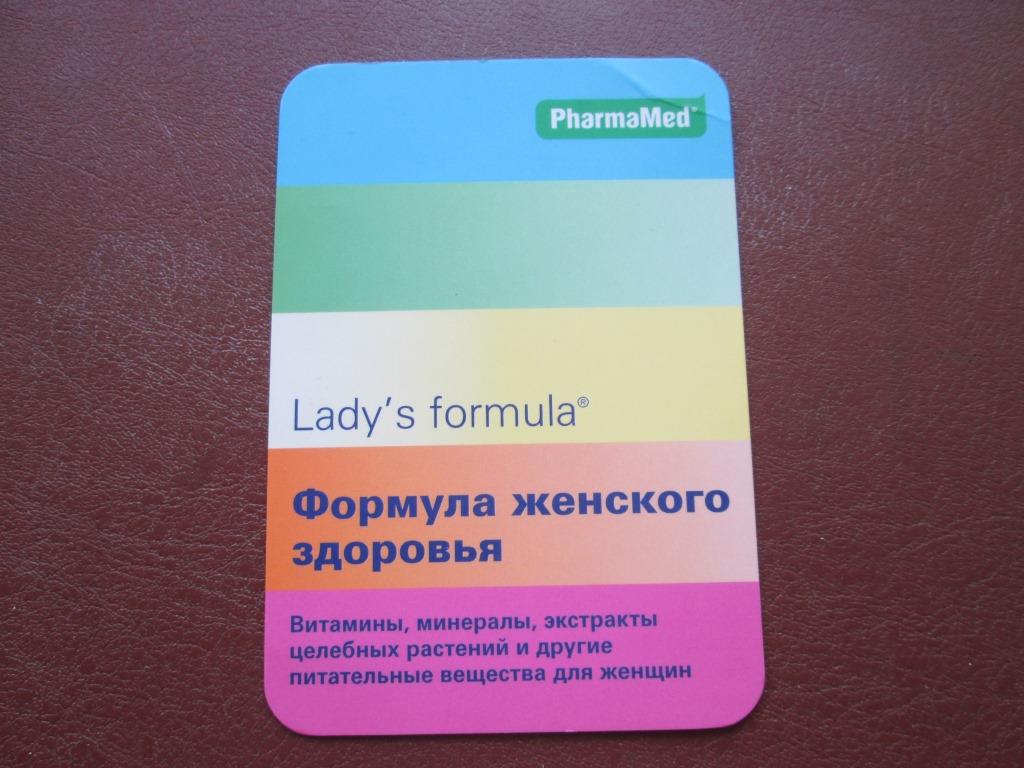 PharmaMed®
Lady's formula®
Формула женского
здоровья
Витамины, минералы, экстракты
целебных растений и другие
питательные вещества для женщин